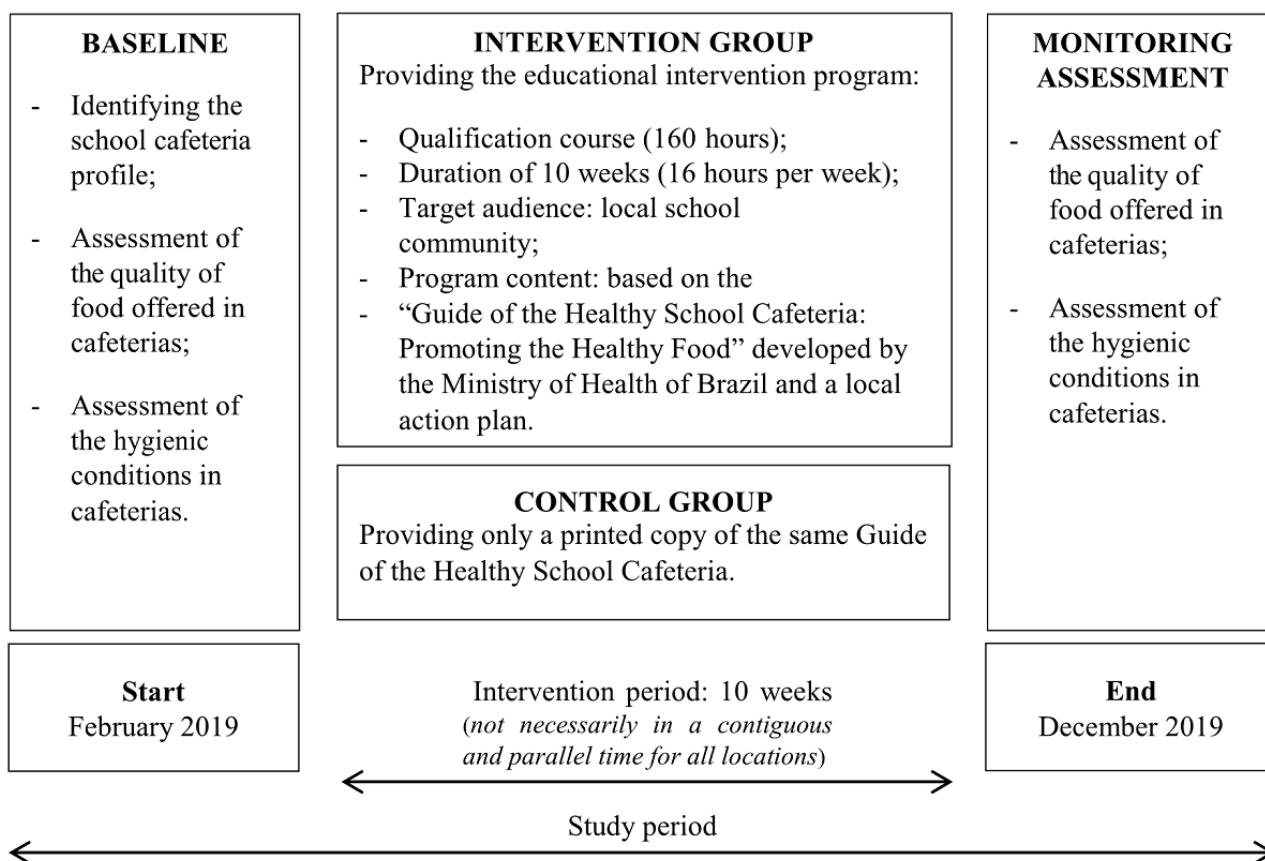 BASELINE
- Identifying the
school cafeteria
profile;
- Assessment of
the quality of
food offered in
cafeterias;
- Assessment of
the hygienic
conditions in
cafeterias.
INTERVENTION GROUP
Providing the educational intervention program:
- Qualification course (160 hours);
- Duration of 10 weeks (16 hours per week);
- Target audience: local school
community;
- Program content: based on the
- “Guide of the Healthy School Cafeteria:
Promoting the Healthy Food” developed by
the Ministry of Health of Brazil and a local
action plan.
CONTROL GROUP
Providing only a printed copy of the same Guide
of the Healthy School Cafeteria.
MONITORING
ASSESSMENT
- Assessment of
the quality of
food offered in
cafeterias;
- Assessment of
the hygienic
conditions in
cafeterias.
Start
February 2019
Intervention period: 10 weeks
(not necessarily in a contiguous
and parallel time for all locations)
End
December 2019
Study period